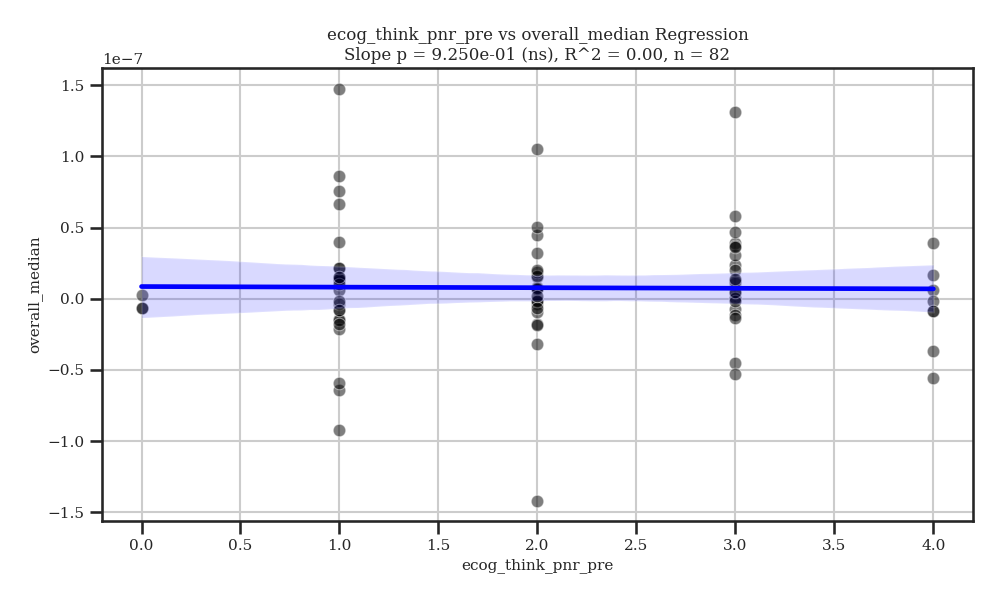 ecog_think_pnr_pre vs overall_median Regression
Slope p = 9.250e-01 (ns), R^2 = 0.00, n = 82
1e−7
1.5
1.0
0.5
0.0
−0.5
−1.0
−1.5
overall_median
0.0 0.5 1.0 1.5 2.0 2.5 3.0 3.5 4.0
ecog_think_pnr_pre